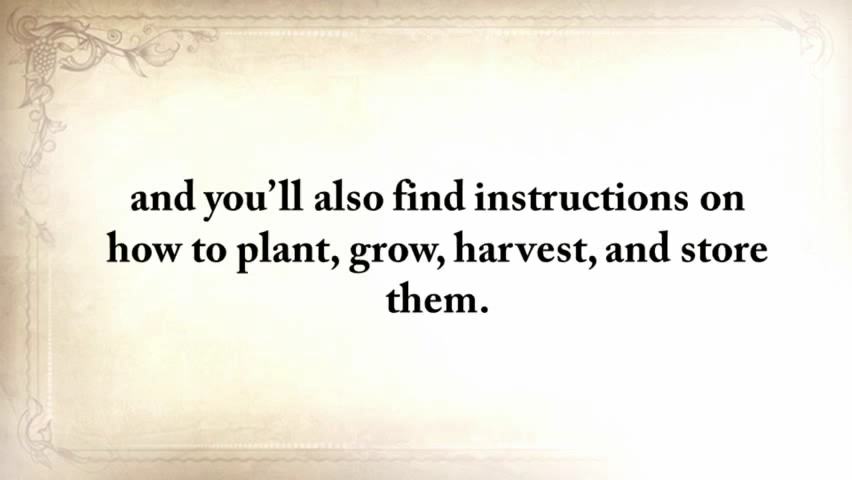 and you’ll also find instructions on
how to plant, grow, harvest, and store
them.